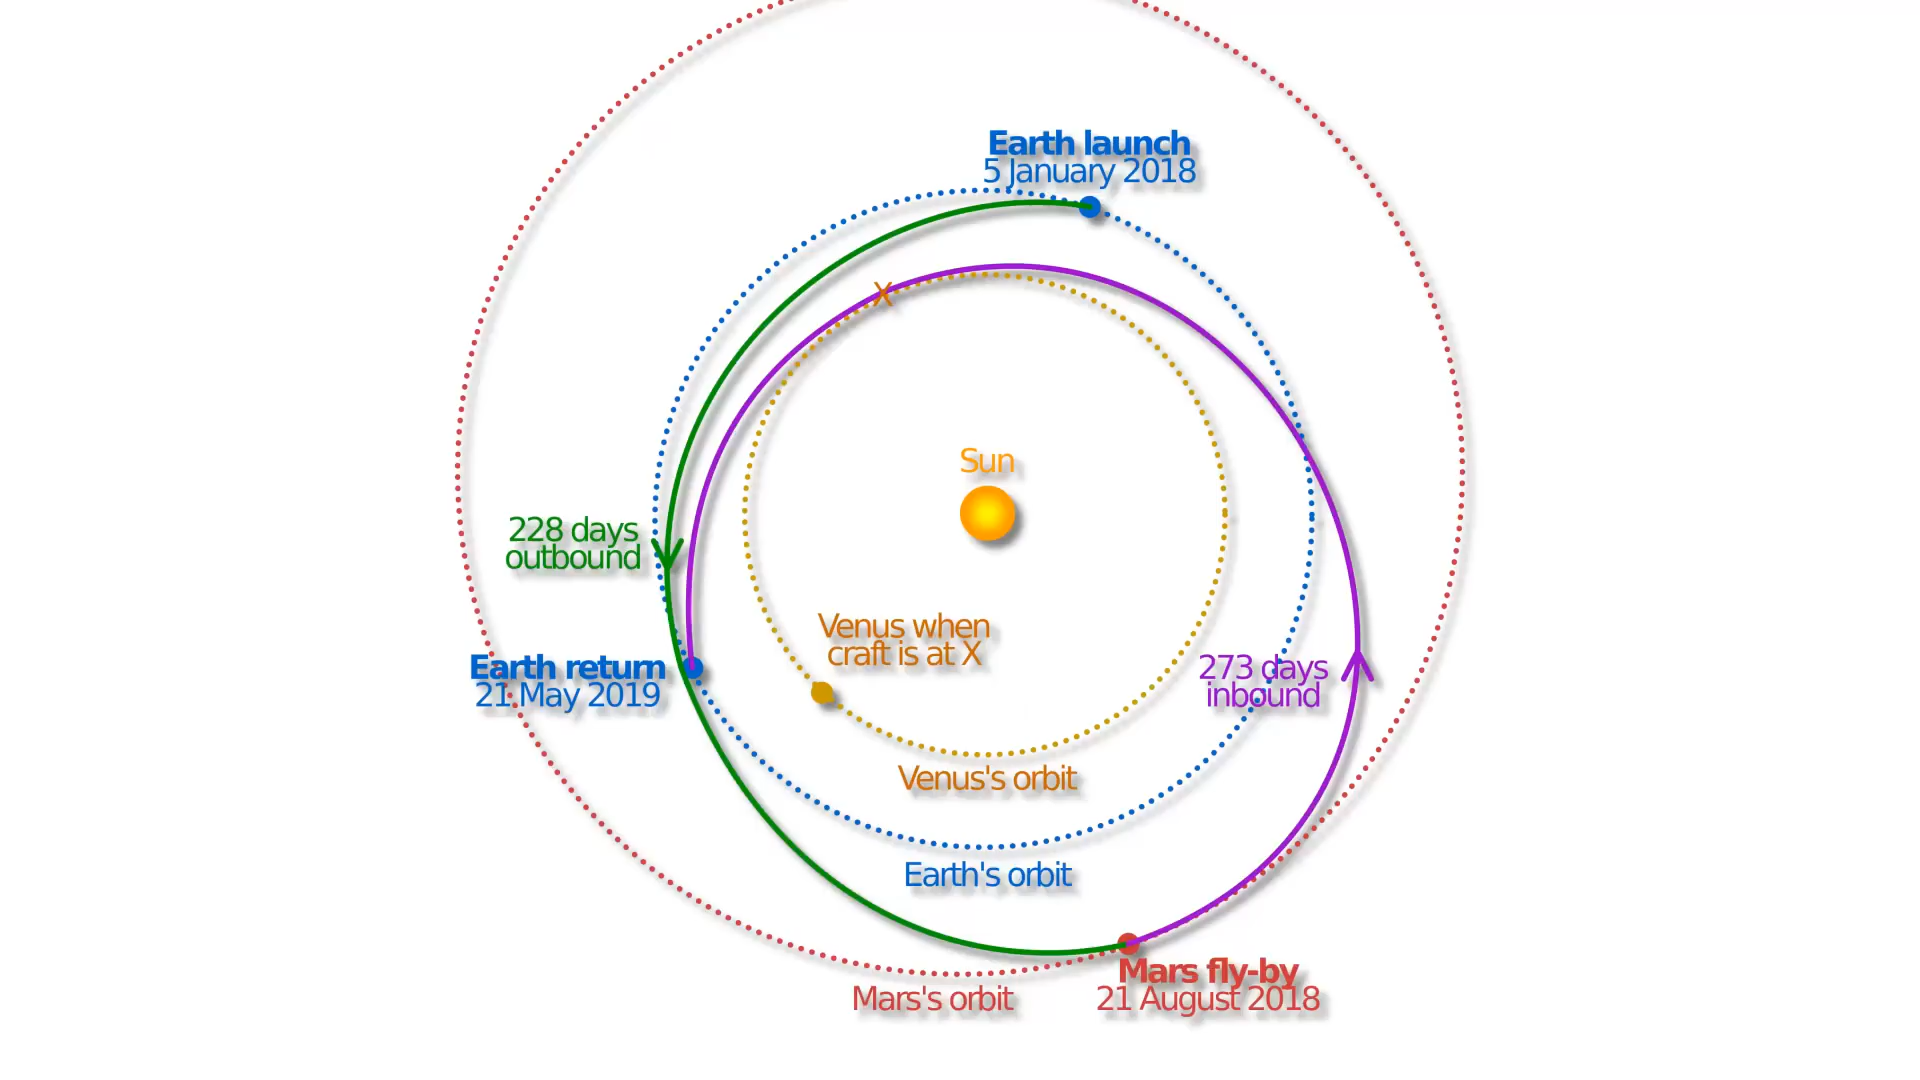 Earth launch
5 January 2018
X
Sun
228 days
outbound
Venus when
craft is at X
Earth return
21 May 2019
273 days
inbound
Venus's orbit
Earth's orbit
Mars fly-by
21 August 2018
Mars's orbit